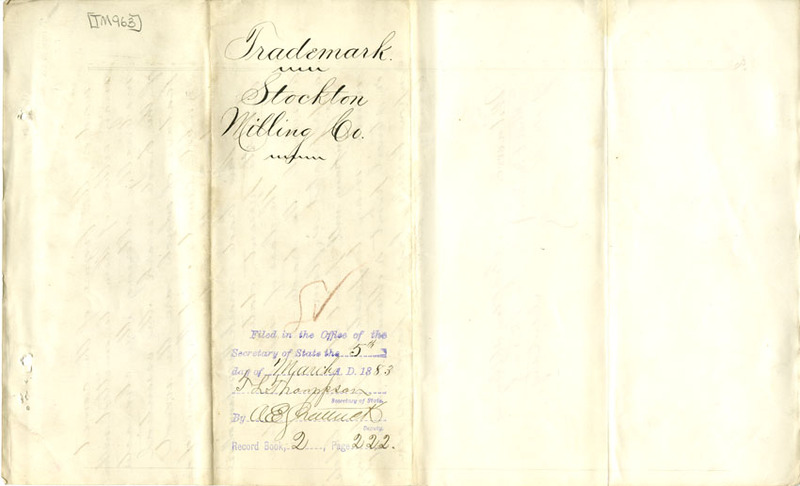 [TM963]
Trademark.
Stockton
Milling Co.
Filed in the Office of the
Secretary of State the 5th
day of March A. D. 1883
T L Thompson
Secretary of State.
By
Deputy.
Record Book, 2, Page 222.